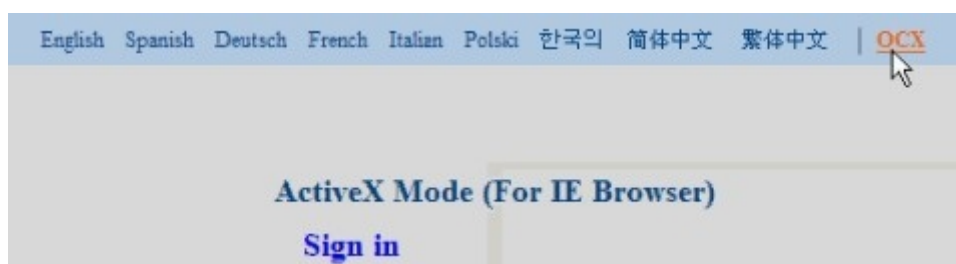 English Spanish Deutsch French Italian Polski 한국의 简体中文 繁体中文 | OCX
ActiveX Mode (For IE Browser)
Sign in